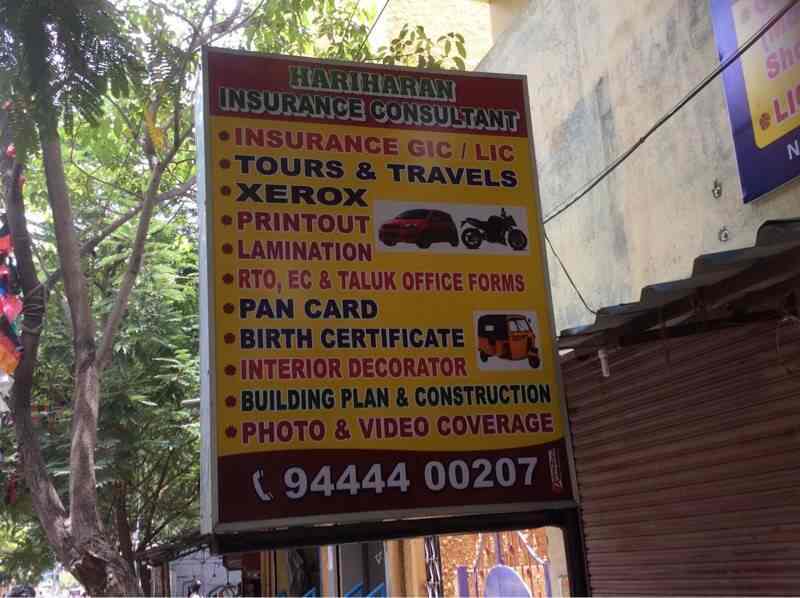 HARIHARAN
INSURANCE CONSULTANT
INSURANCE GIC / LIC
TOURS & TRAVELS
XEROX
PRINTOUT
LAMINATION
RTO, EC & TALUK OFFICE FORMS
PAN CARD
BIRTH CERTIFICATE
INTERIOR DECORATOR
BUILDING PLAN & CONSTRUCTION
PHOTO & VIDEO COVERAGE
94444 00207